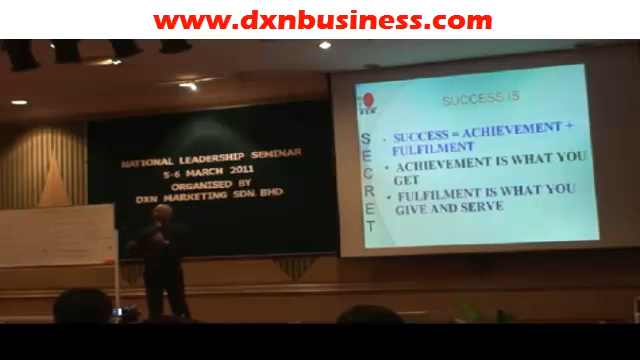 www.dxnbusiness.com
NATIONAL LEADERSHIP SEMINAR
5-6 MARCH 2011
ORGANISED BY
DXN MARKETING SDN BHD
SUCCESS IS
SECRET
• SUCCESS = ACHIEVEMENT +
FULFILMENT
• ACHIEVEMENT IS WHAT YOU
GET
• FULFILMENT IS WHAT YOU
GIVE AND SERVE